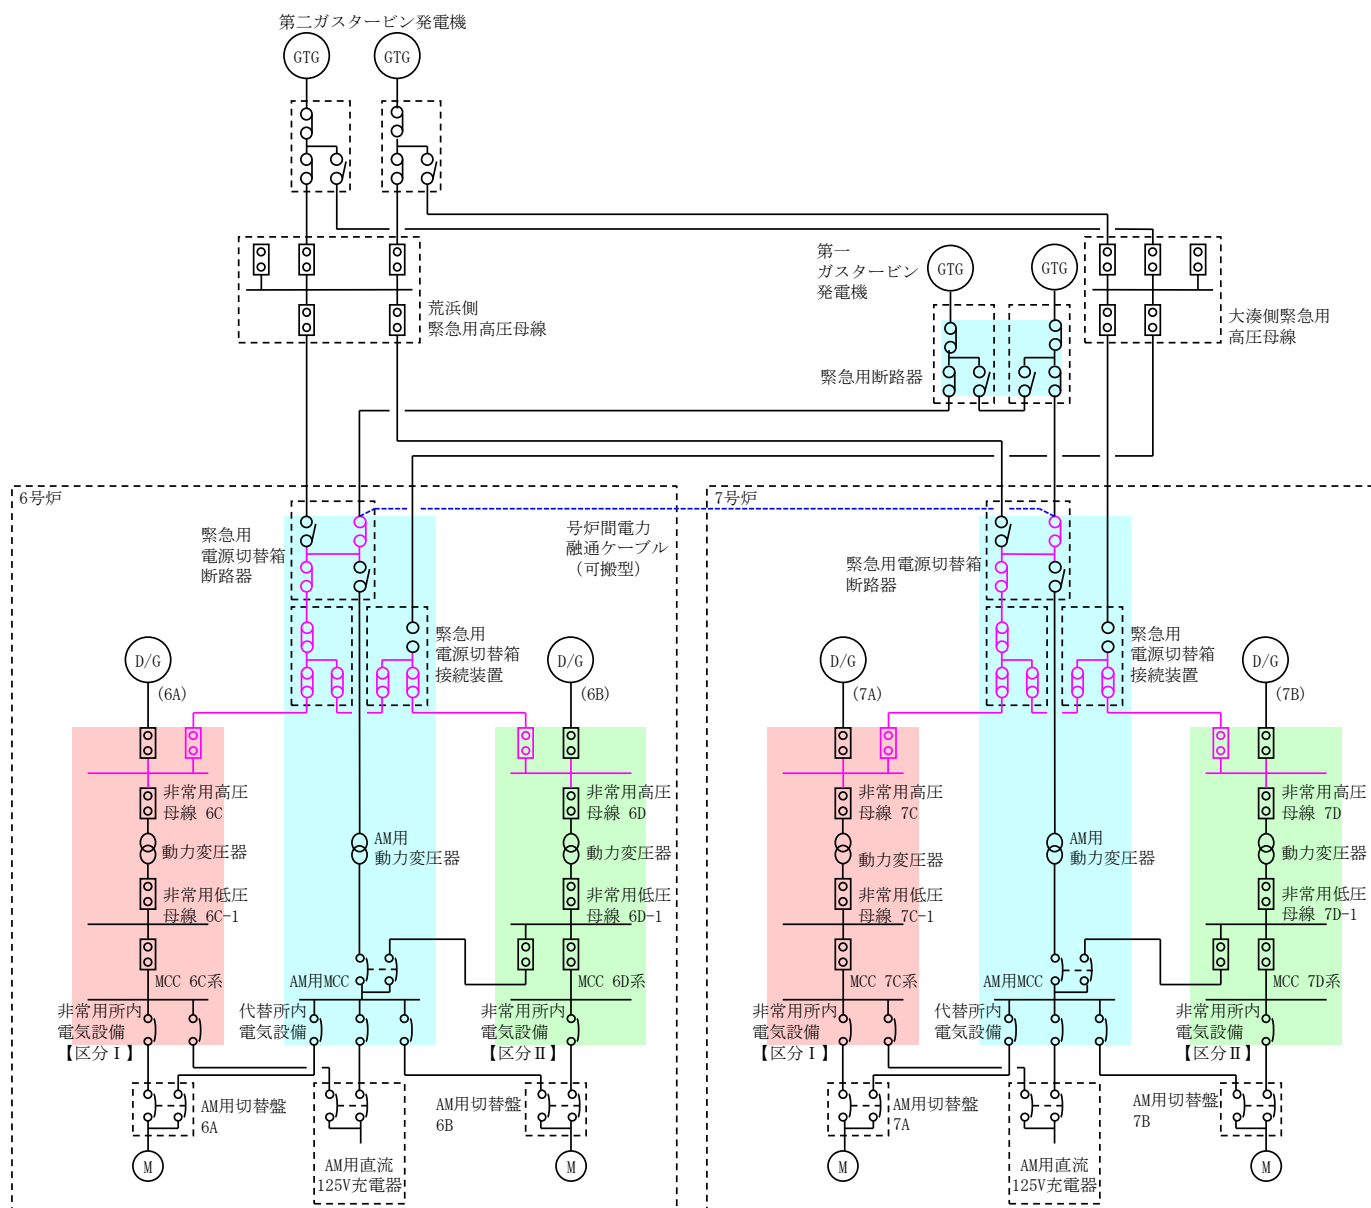 第二ガスタービン発電機
GTG
GTG
第一
ガスタービン
発電機
GTG
GTG
荒浜側
緊急用高圧母線
大湊側緊急用
高圧母線
緊急用断路器
6号炉
緊急用
電源切替箱
断路器
号炉間電力
融通ケーブル
(可搬型)
緊急用
電源切替箱
接続装置
D/G
(6A)
D/G
(6B)
非常用高圧
母線 6C
動力変圧器
非常用低圧
母線 6C-1
MCC 6C系
非常用所内
電気設備
【区分Ⅰ】
AM用
動力変圧器
AM用MCC
代替所内
電気設備
非常用高圧
母線 6D
動力変圧器
非常用低圧
母線 6D-1
MCC 6D系
非常用所内
電気設備
【区分Ⅱ】
AM用切替盤
6A
M
AM用直流
125V充電器
AM用切替盤
6B
M
7号炉
緊急用電源切替箱
断路器
緊急用
電源切替箱
接続装置
D/G
(7A)
D/G
(7B)
非常用高圧
母線 7C
動力変圧器
非常用低圧
母線 7C-1
MCC 7C系
非常用所内
電気設備
【区分Ⅰ】
AM用
動力変圧器
AM用MCC
代替所内
電気設備
非常用高圧
母線 7D
動力変圧器
非常用低圧
母線 7D-1
MCC 7D系
非常用所内
電気設備
【区分Ⅱ】
AM用切替盤
7A
M
AM用直流
125V充電器
AM用切替盤
7B
M